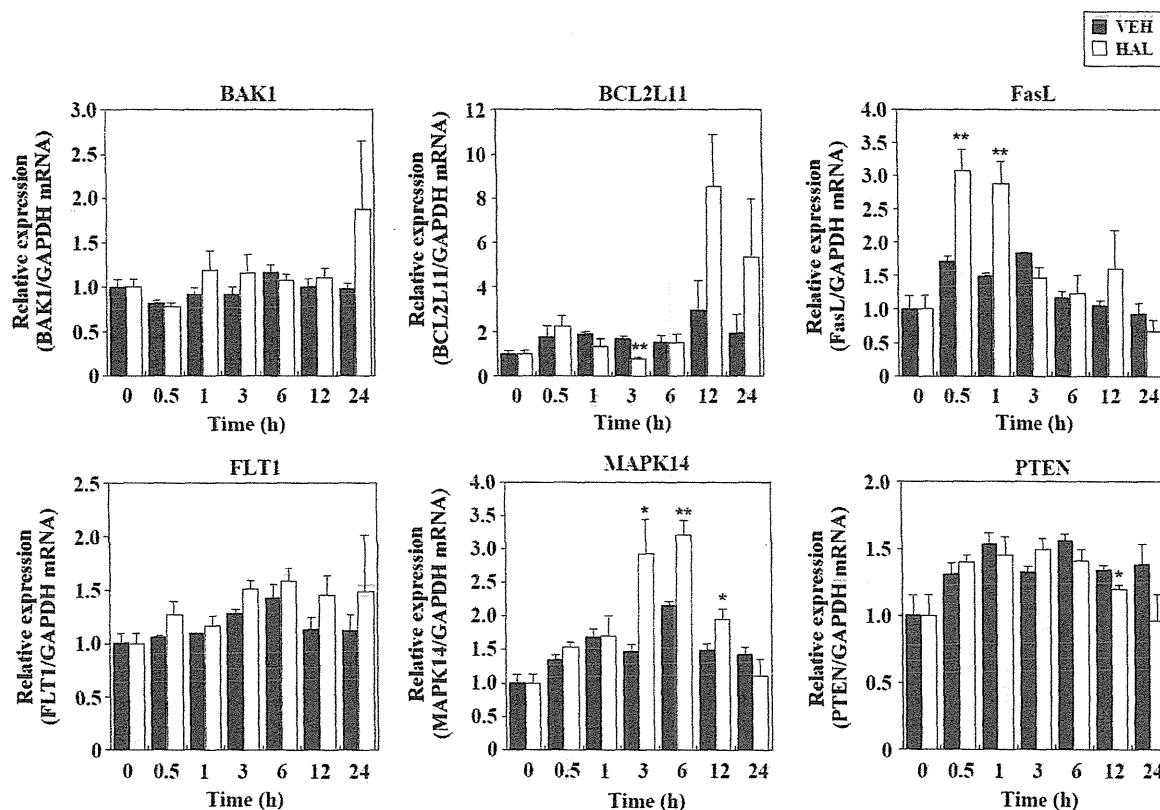 VEH
HAL
BAK1
Relative expression
(BAK1/GAPDH mRNA)
3.0
2.5
2.0
1.5
1.0
0.5
0
0 0.5 1 3 6 12 24
Time (h)
BCL2L11
Relative expression
(BCL2L11/GAPDH mRNA)
12
10
8
6
4
2
0
**
0 0.5 1 3 6 12 24
Time (h)
FasL
Relative expression
(FasL/GAPDH mRNA)
4.0
3.5
3.0
2.5
2.0
1.5
1.0
0.5
0
** **
0 0.5 1 3 6 12 24
Time (h)
FLT1
Relative expression
(FLT1/GAPDH mRNA)
2.5
2.0
1.5
1.0
0.5
0
0 0.5 1 3 6 12 24
Time (h)
MAPK14
Relative expression
(MAPK14/GAPDH mRNA)
4.0
3.5
3.0
2.5
2.0
1.5
1.0
0.5
0
* ** *
0 0.5 1 3 6 12 24
Time (h)
PTEN
Relative expression
(PTEN/GAPDH mRNA)
2.0
1.5
1.0
0.5
0
*
0 0.5 1 3 6 12 24
Time (h)